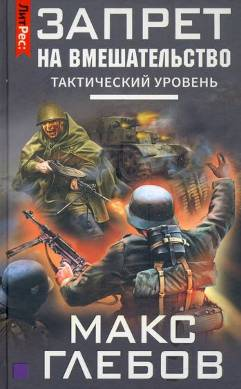 ЛитРес:
ЗАПРЕТ
НА ВМЕШАТЕЛЬСТВО
ТАКТИЧЕСКИЙ УРОВЕНЬ
МАКС
ГЛЕБОВ